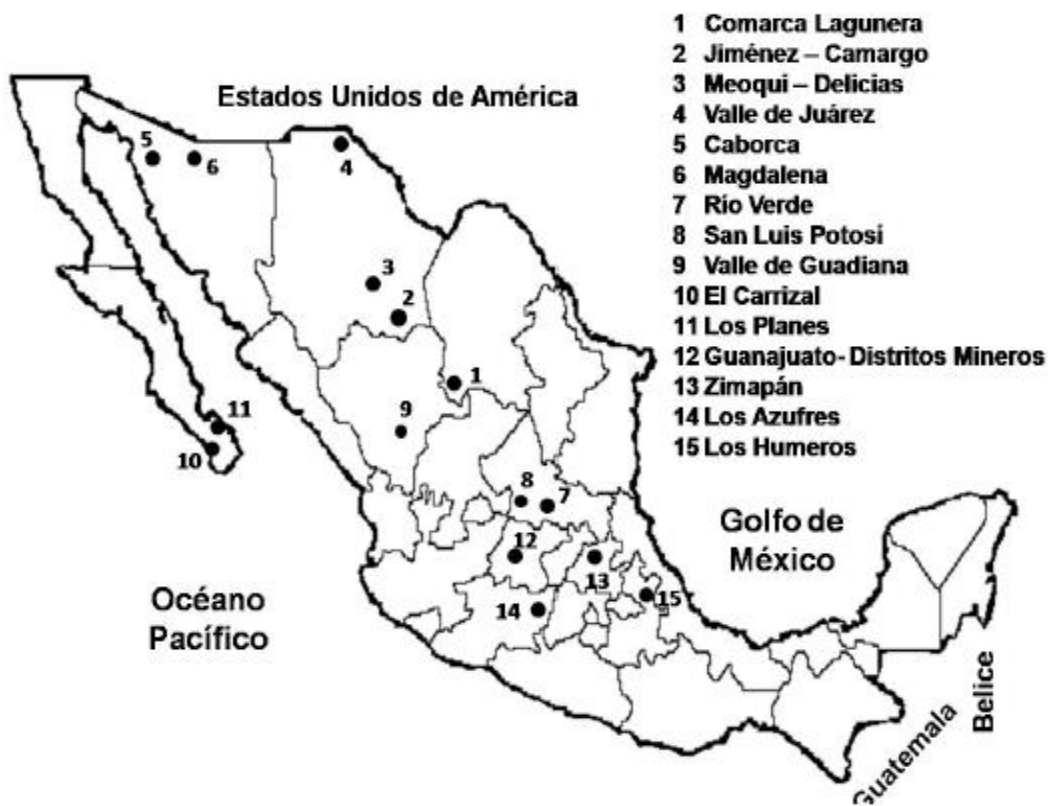 1 Comarca Lagunera
2 Jiménez – Camargo
3 Meoqui – Delicias
4 Valle de Juárez
5 Caborca
6 Magdalena
7 Río Verde
8 San Luis Potosí
9 Valle de Guadiana
10 El Carrizal
11 Los Planes
12 Guanajuato- Distritos Mineros
13 Zimapán
14 Los Azufres
15 Los Humeros
Estados Unidos de América
5
6
4
3
2
1
9
11
10
8
7
12
13
14
15
Golfo de
México
Océano
Pacífico
Belice
Guatemala